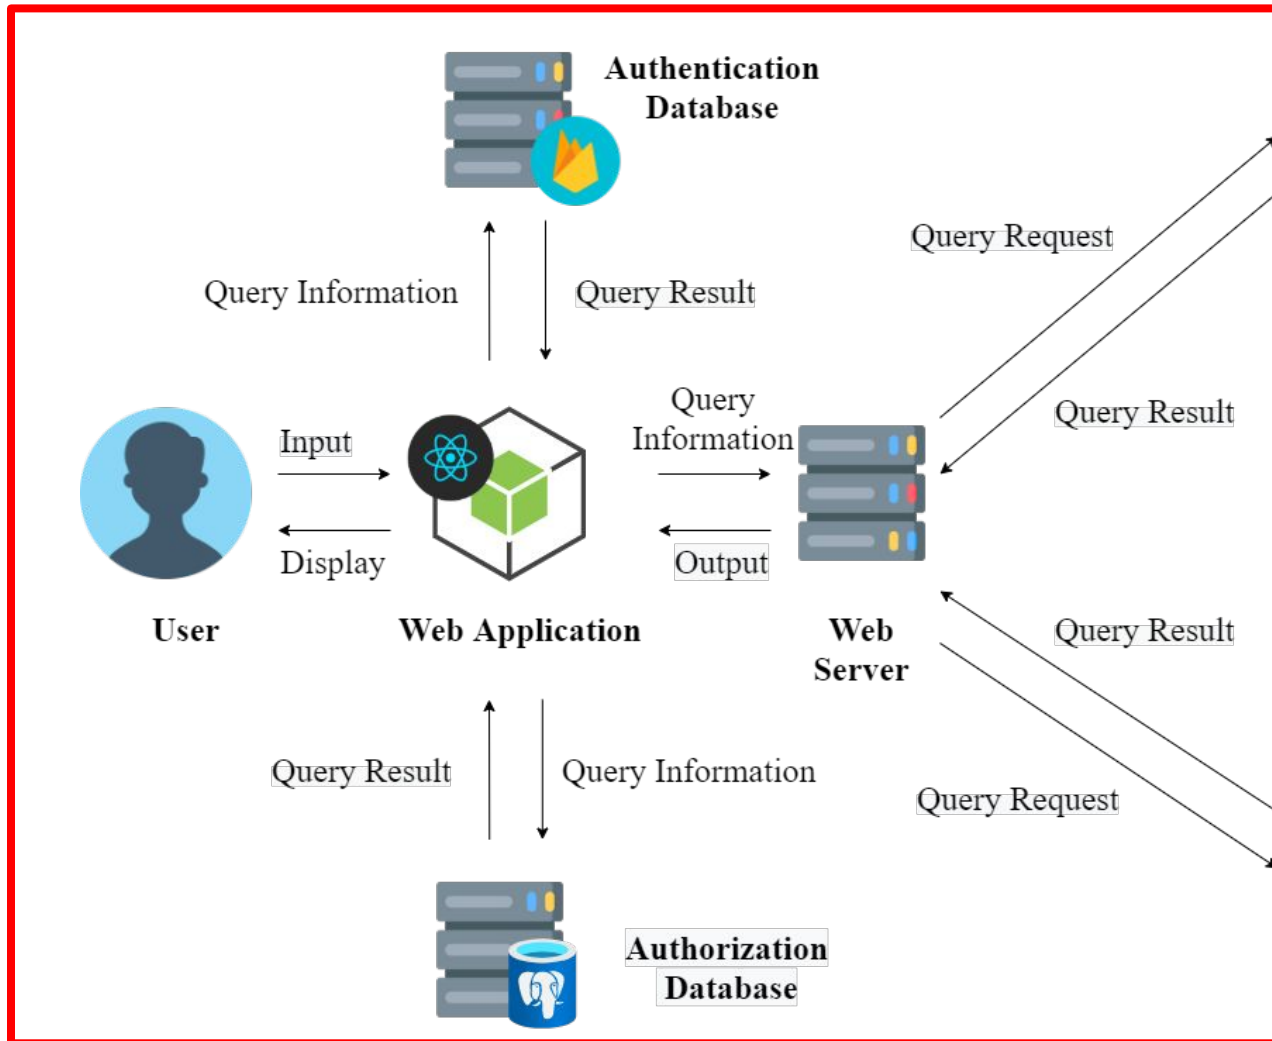 Authentication
Database
Query Request
Query Information
Query Result
Query
Information
Query Result
Input
Display
Output
User
Web Application
Web
Server
Query Result
Query Result
Query Information
Query Request
Authorization
Database